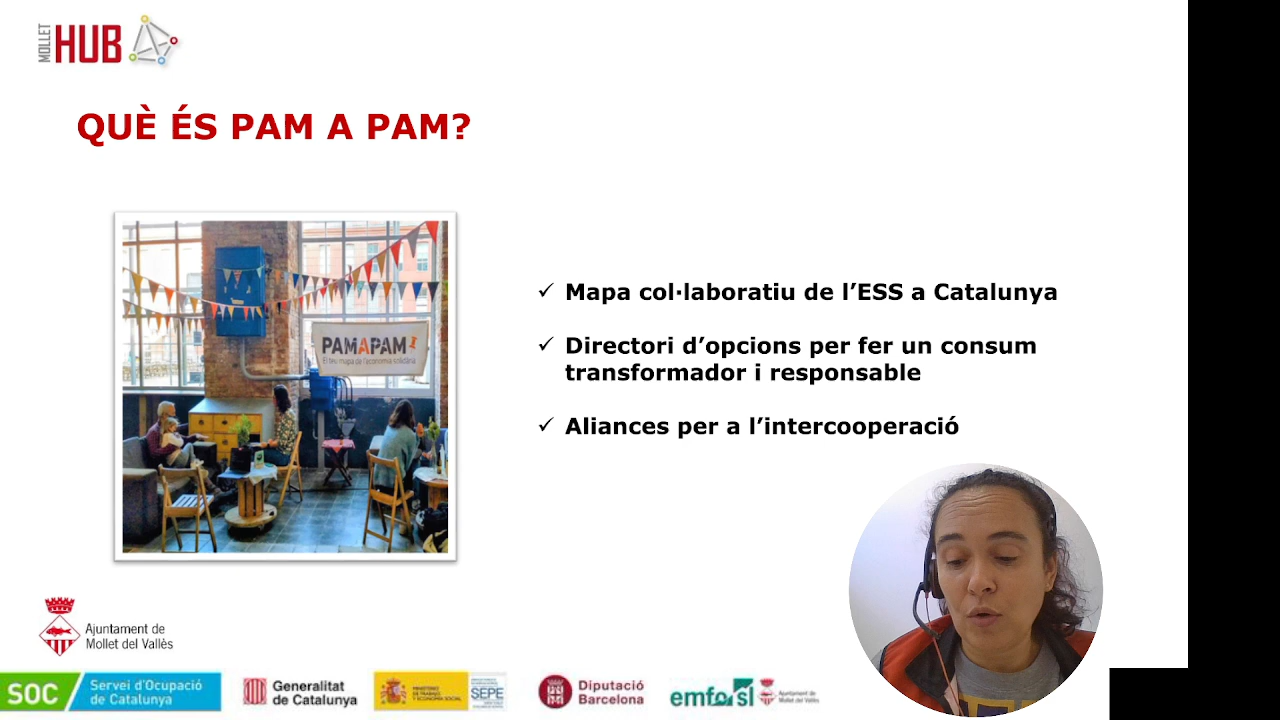 MOLLET
HUB
QUÈ ÉS PAM A PAM?
PAMAPAM
El teu mapa de l'economia solidària
✓ Mapa col·laboratiu de l’ESS a Catalunya
✓ Directori d’opcions per fer un consum
transformador i responsable
✓ Aliances per a l’intercooperació
Ajuntament de
Mollet del Vallès
SOC
Servei d'Ocupació
de Catalunya
Generalitat
de Catalunya
MINISTERIO
DE TRABAJO
Y ECONOMÍA SOCIAL
SEPE
Diputació
Barcelona
Ajuntament de
Mollet del Vallès